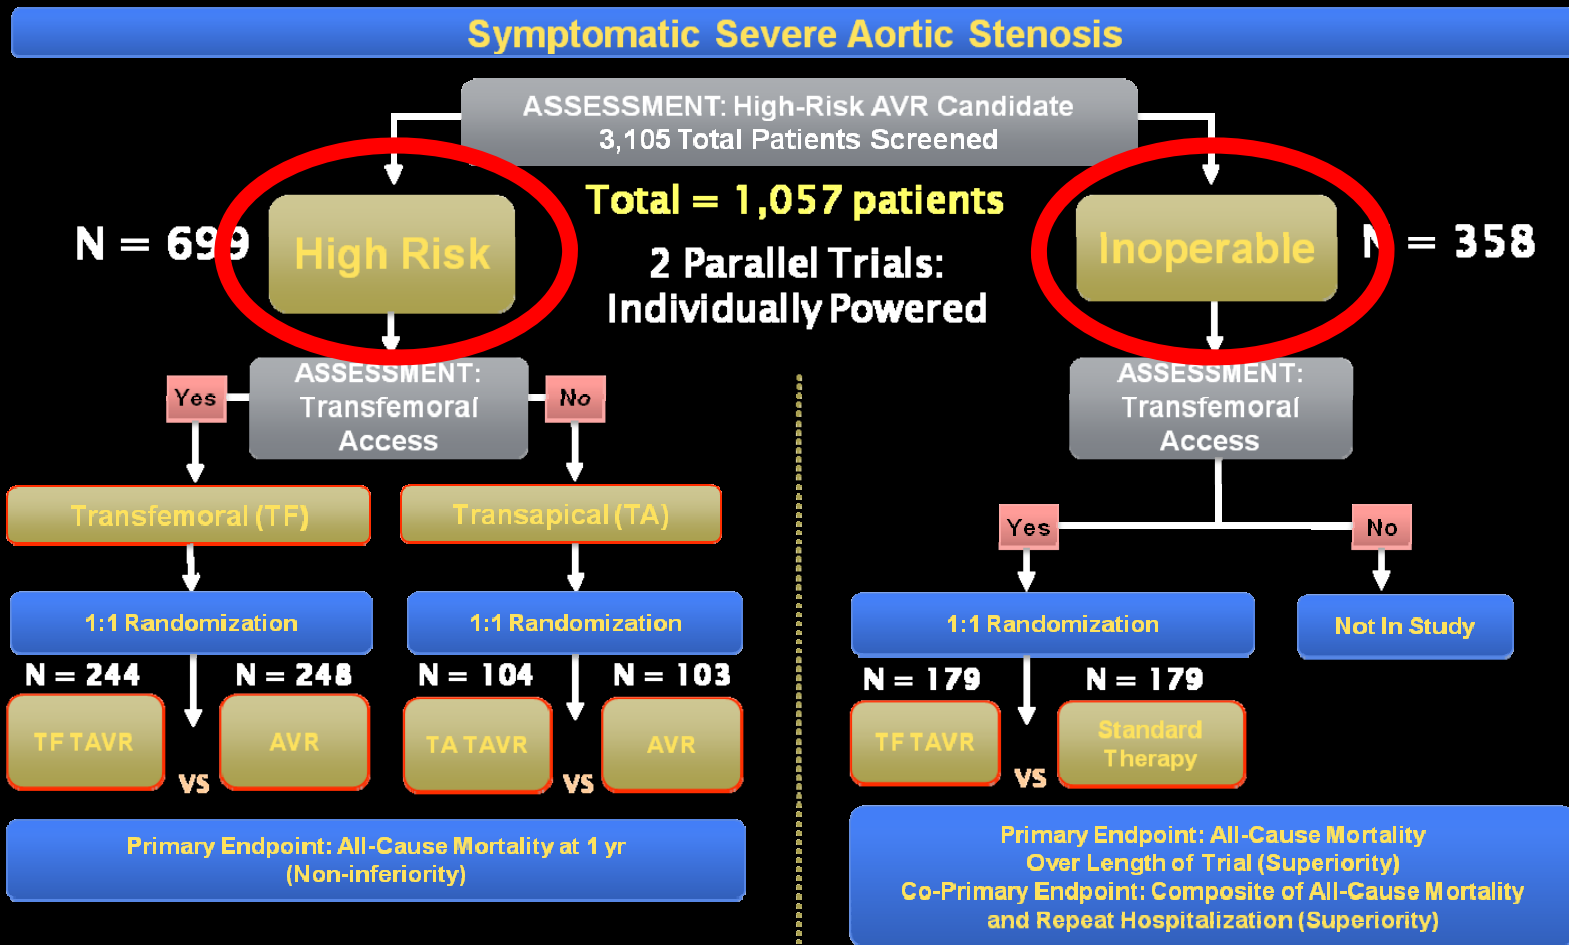 Symptomatic Severe Aortic Stenosis
ASSESSMENT: High-Risk AVR Candidate
3,105 Total Patients Screened
N = 699
High Risk
Total = 1,057 patients
2 Parallel Trials:
Individually Powered
Inoperable
N = 358
ASSESSMENT:
Transfemoral
Access
Yes
No
Transfemoral (TF)
Transapical (TA)
1:1 Randomization
1:1 Randomization
N = 244
N = 248
N = 104
N = 103
TF TAVR
VS
AVR
TA TAVR
VS
AVR
Primary Endpoint: All-Cause Mortality at 1 yr
(Non-inferiority)
ASSESSMENT:
Transfemoral
Access
Yes
No
1:1 Randomization
Not In Study
N = 179
N = 179
TF TAVR
VS
Standard
Therapy
Primary Endpoint: All-Cause Mortality
Over Length of Trial (Superiority)
Co-Primary Endpoint: Composite of All-Cause Mortality
and Repeat Hospitalization (Superiority)